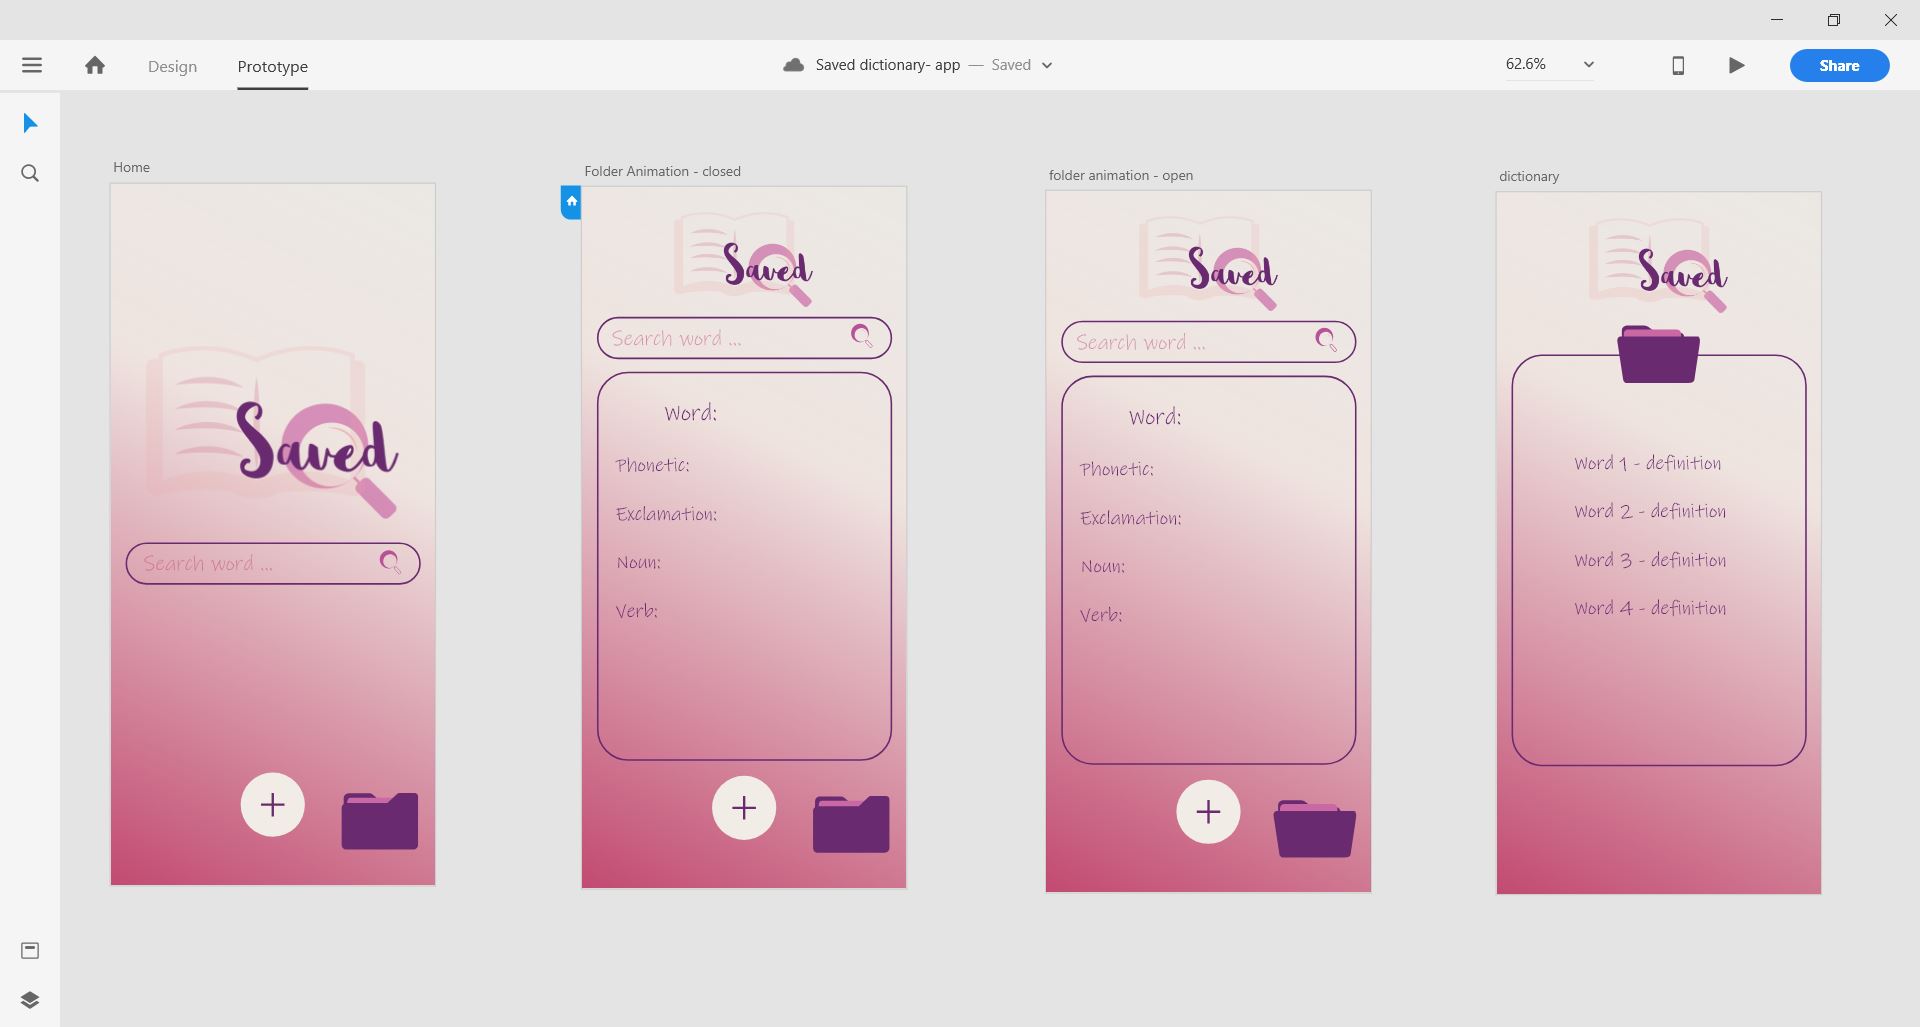 Design
Prototype
Saved dictionary- app — Saved
62.6%
Share
Home
Saved
Search word ...
Folder Animation - closed
Saved
Search word ...
Word:
Phonetic:
Exclamation:
Noun:
Verb:
folder animation - open
Saved
Search word ...
Word:
Phonetic:
Exclamation:
Noun:
Verb:
dictionary
Saved
Word 1 - definition
Word 2 - definition
Word 3 - definition
Word 4 - definition